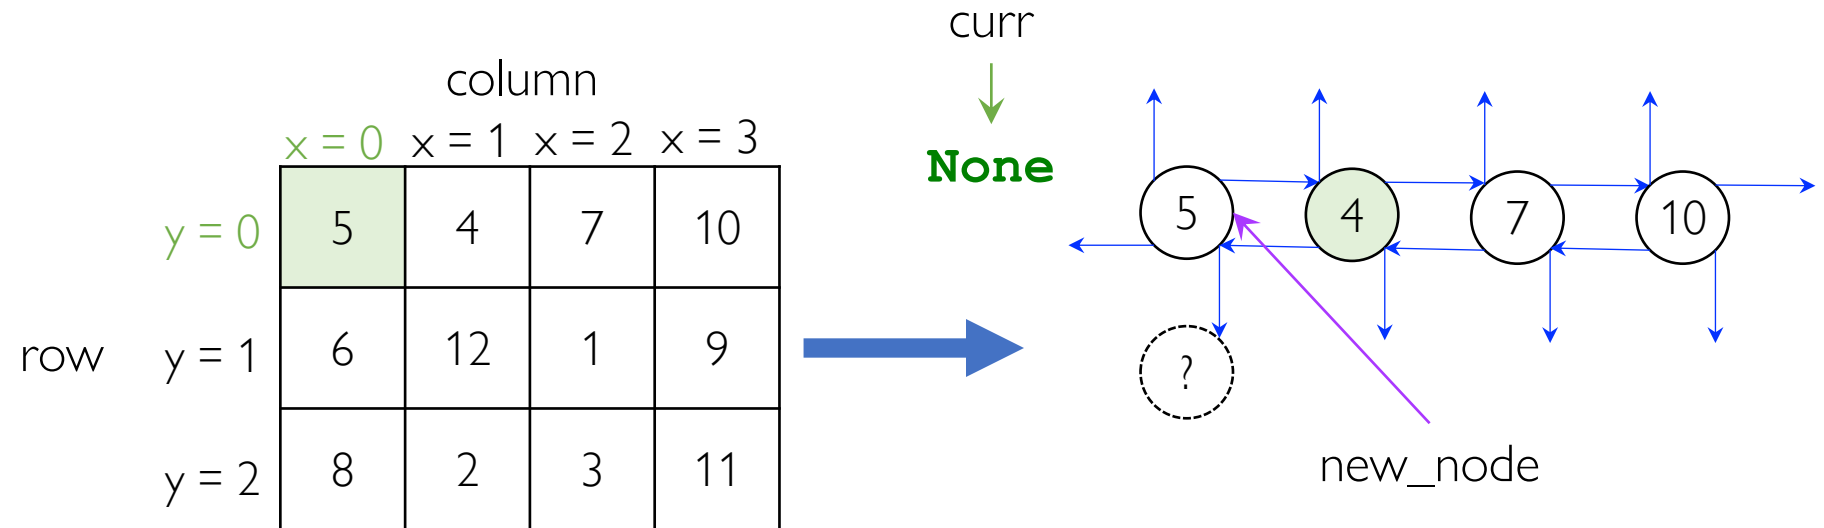 curr
column
x = 0 x = 1 x = 2 x = 3
None
y = 0 5 4 7 10
5 4 7 10
row y = 1 6 12 1 9
?
y = 2 8 2 3 11
new_node